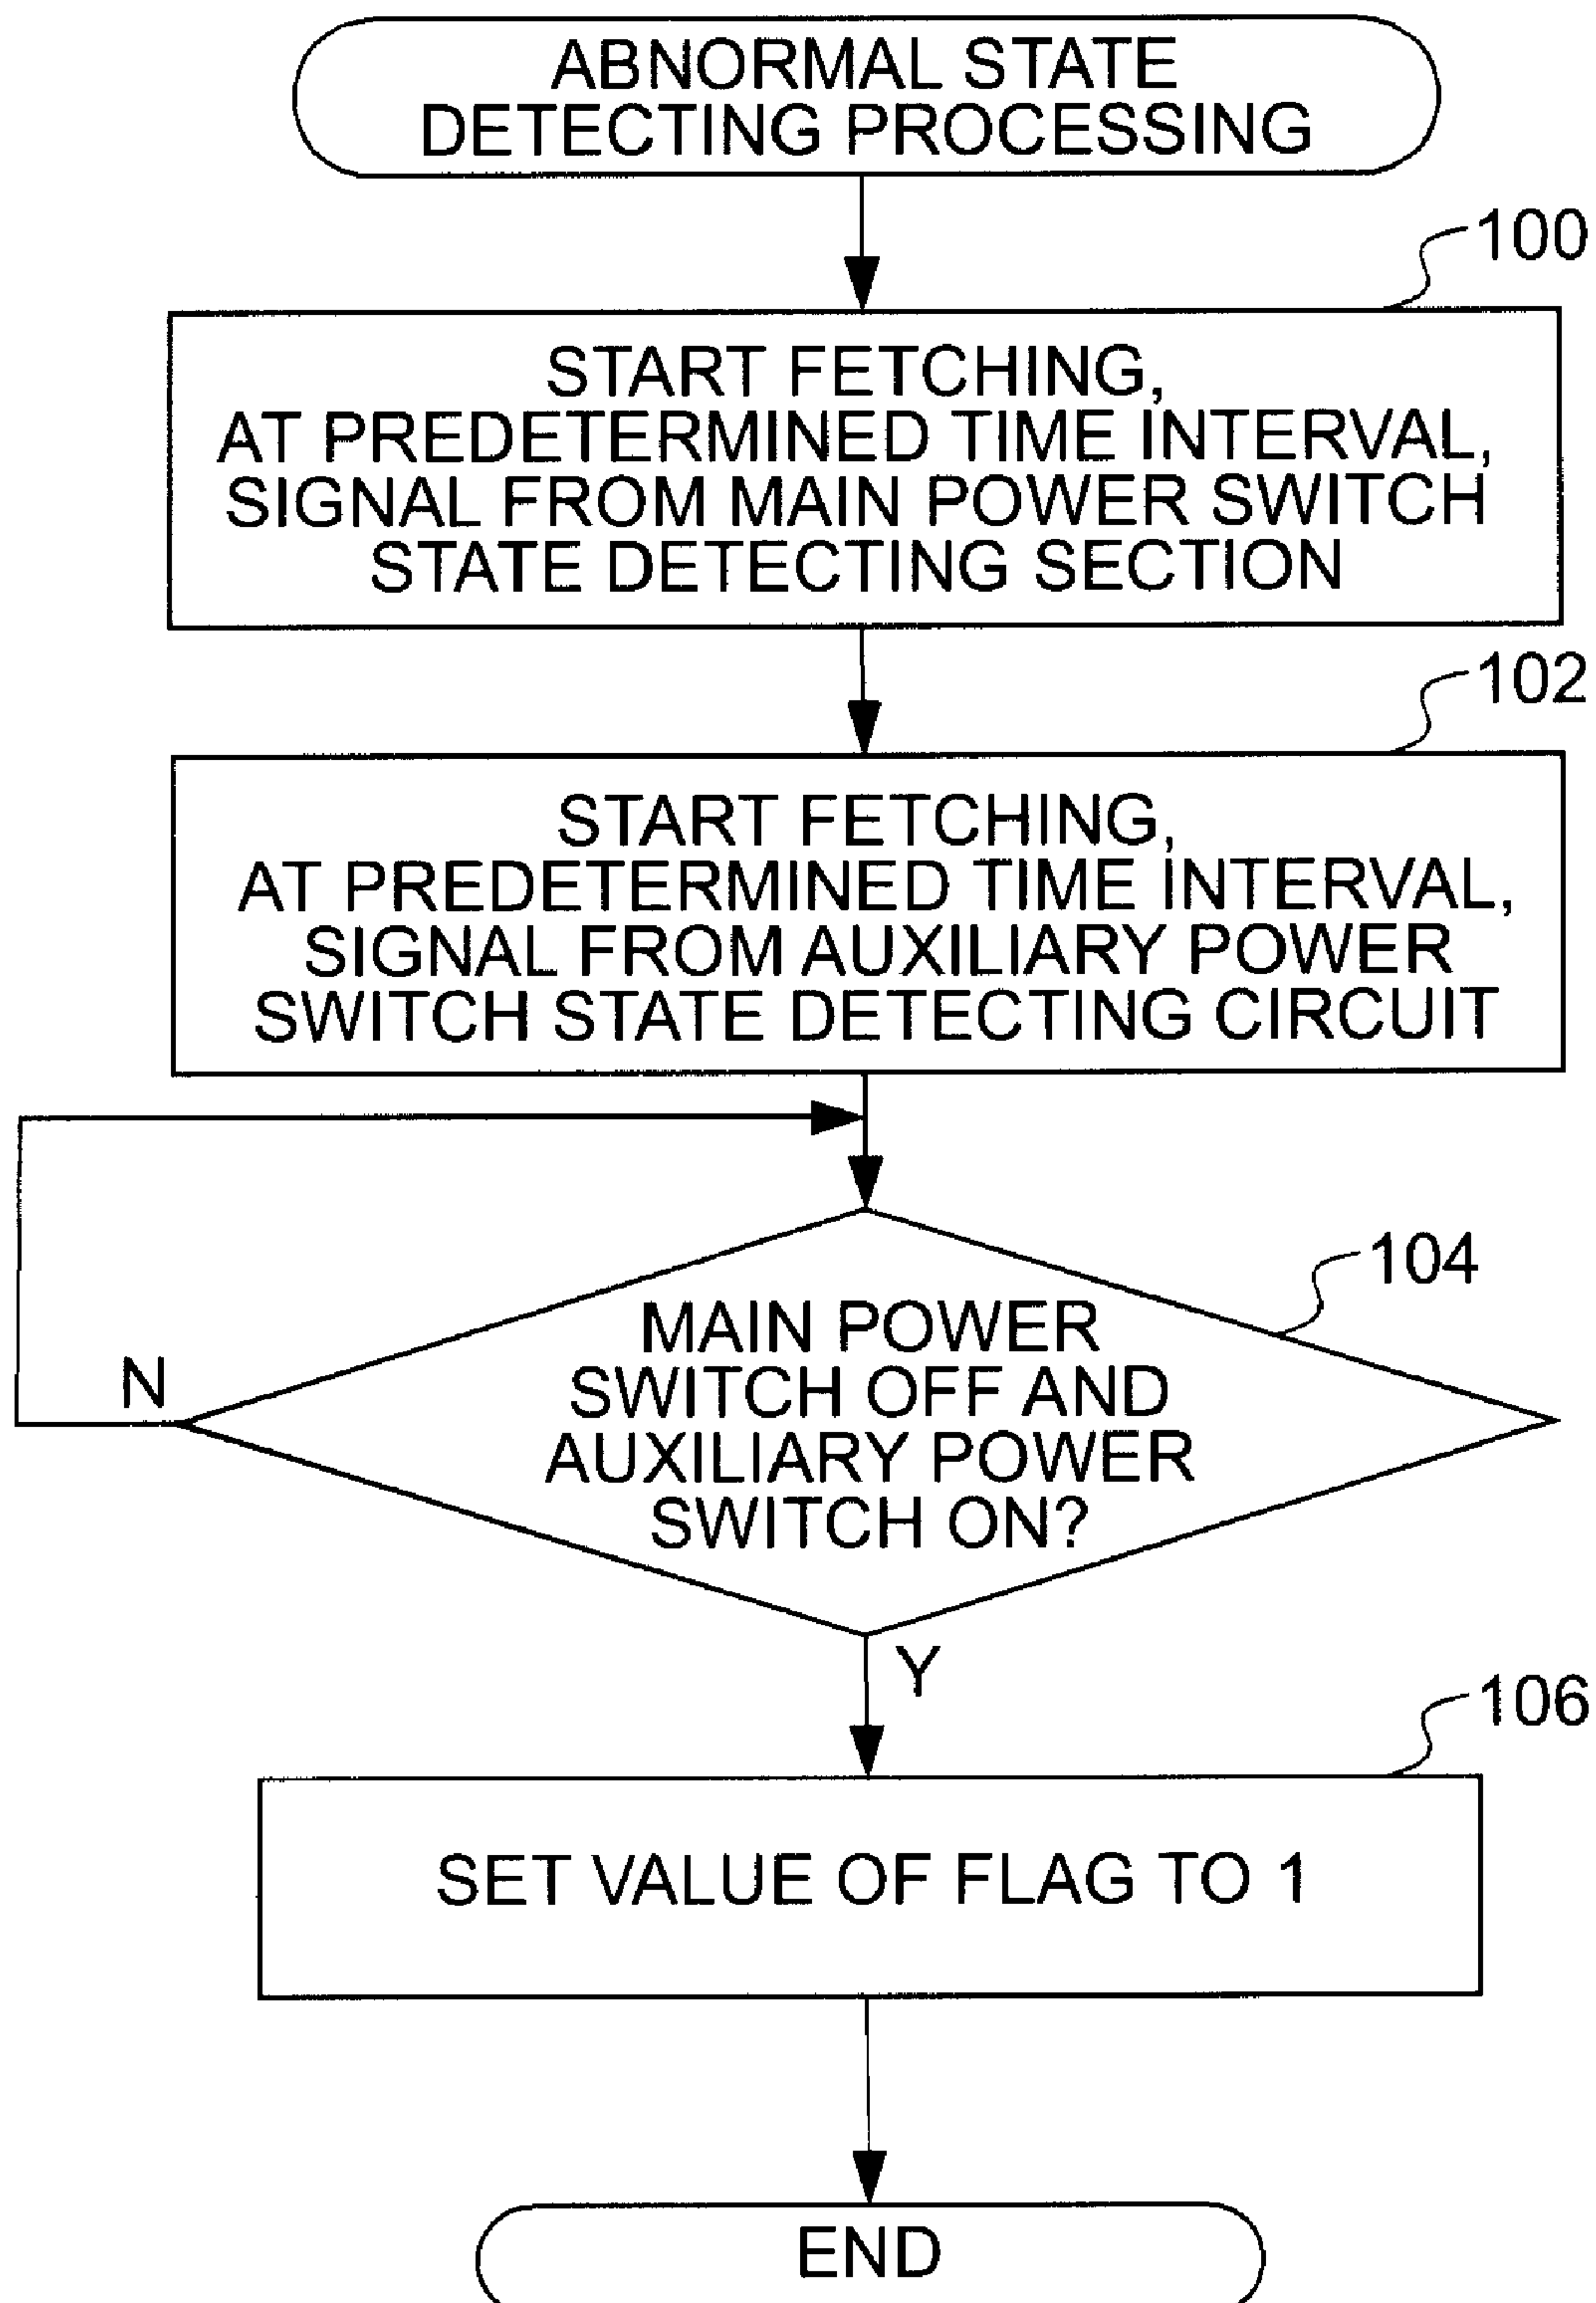 ABNORMAL STATE
DETECTING PROCESSING
100
START FETCHING,
AT PREDETERMINED TIME INTERVAL,
SIGNAL FROM MAIN POWER SWITCH
STATE DETECTING SECTION
102
START FETCHING,
AT PREDETERMINED TIME INTERVAL,
SIGNAL FROM AUXILIARY POWER
SWITCH STATE DETECTING CIRCUIT
104
MAIN POWER
SWITCH OFF AND
AUXILIARY POWER
SWITCH ON?
N
Y
106
SET VALUE OF FLAG TO 1
END